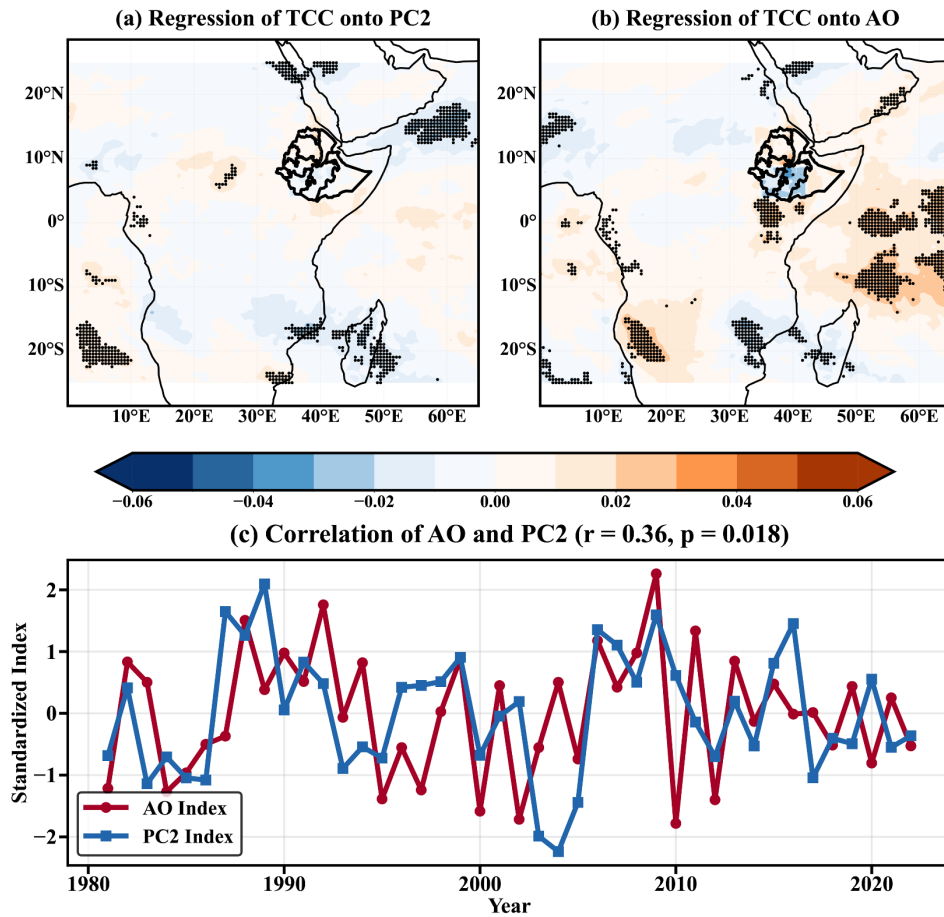 (a) Regression of TCC onto PC2
(b) Regression of TCC onto AO
20°N
10°N
0°
10°S
20°S
10°E 20°E 30°E 40°E 50°E 60°E
20°N
10°N
0°
10°S
20°S
10°E 20°E 30°E 40°E 50°E 60°E
−0.06 −0.04 −0.02 0.00 0.02 0.04 0.06
(c) Correlation of AO and PC2 (r = 0.36, p = 0.018)
Standardized Index
2
1
0
−1
−2
AO Index
PC2 Index
1980 1990 2000 2010 2020
Year